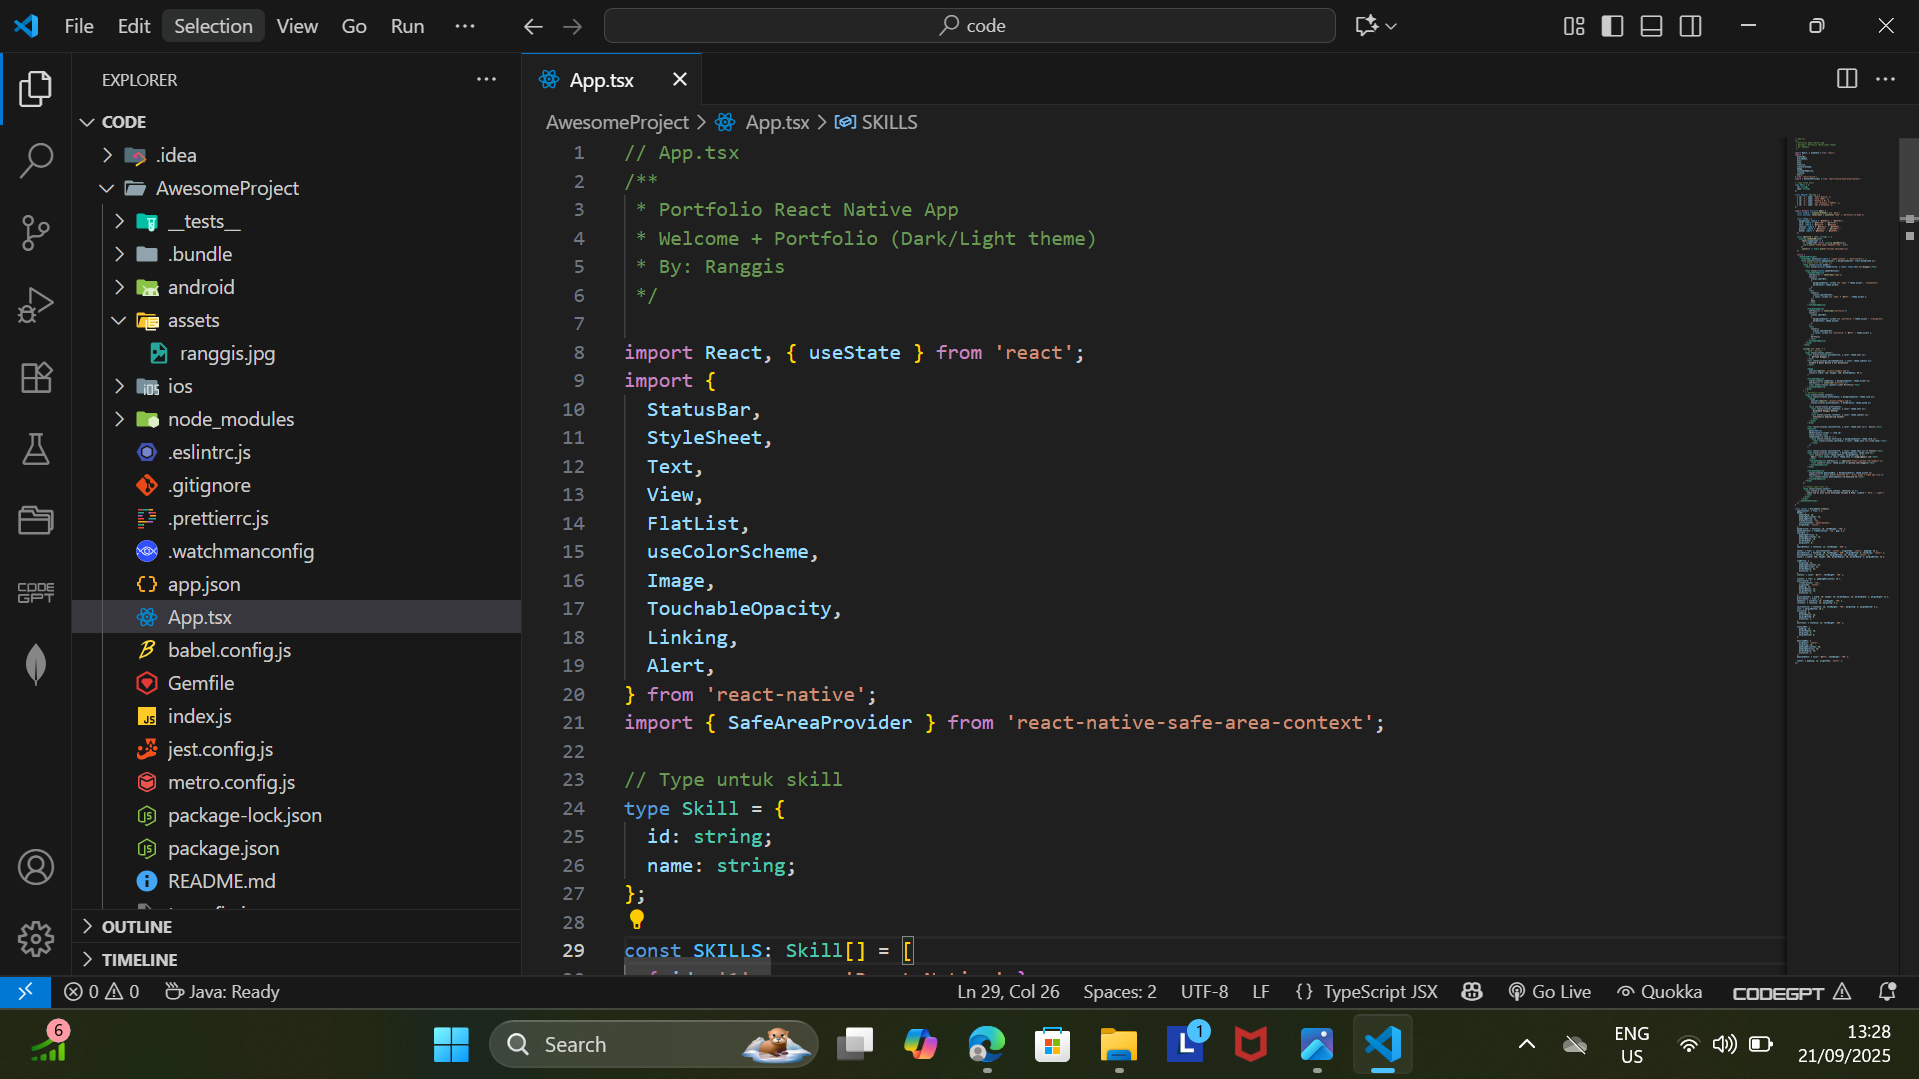 File Edit Selection View Go Run
code
EXPLORER
CODE
.idea
AwesomeProject
__tests__
.bundle
android
assets
ranggis.jpg
ios
node_modules
.eslintrc.js
.gitignore
.prettierrc.js
.watchmanconfig
app.json
App.tsx
babel.config.js
Gemfile
index.js
jest.config.js
metro.config.js
package-lock.json
package.json
README.md
OUTLINE
TIMELINE
CODE GPT
App.tsx
AwesomeProject App.tsx SKILLS
1 // App.tsx
2 /**
3 * Portfolio React Native App
4 * Welcome + Portfolio (Dark/Light theme)
5 * By: Ranggis
6 */
7
8 import React, { useState } from 'react';
9 import {
10 StatusBar,
11 StyleSheet,
12 Text,
13 View,
14 FlatList,
15 useColorScheme,
16 Image,
17 TouchableOpacity,
18 Linking,
19 Alert,
20 } from 'react-native';
21 import { SafeAreaProvider } from 'react-native-safe-area-context';
22
23 // Type untuk skill
24 type Skill = {
25 id: string;
26 name: string;
27 };
28
29 const SKILLS: Skill[] = [
0 0 Java: Ready
Ln 29, Col 26 Spaces: 2 UTF-8 LF {} TypeScript JSX Go Live Quokka CODEGPT
6
Search
1
ENG
US
13:28
21/09/2025